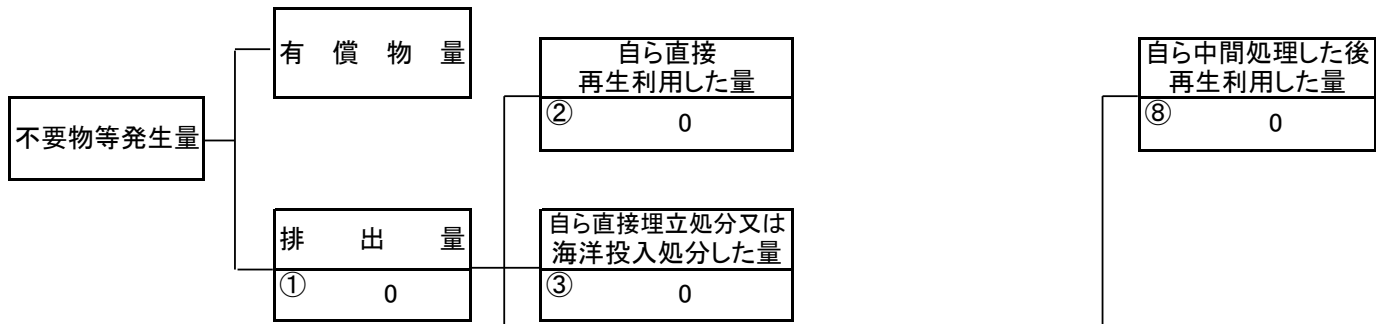 有償物量
自ら直接
再生利用した量
②
0
自ら中間処理した後
再生利用した量
⑧
0
不要物等発生量
排出量
①
0
自ら直接埋立処分又は
海洋投入処分した量
③
0